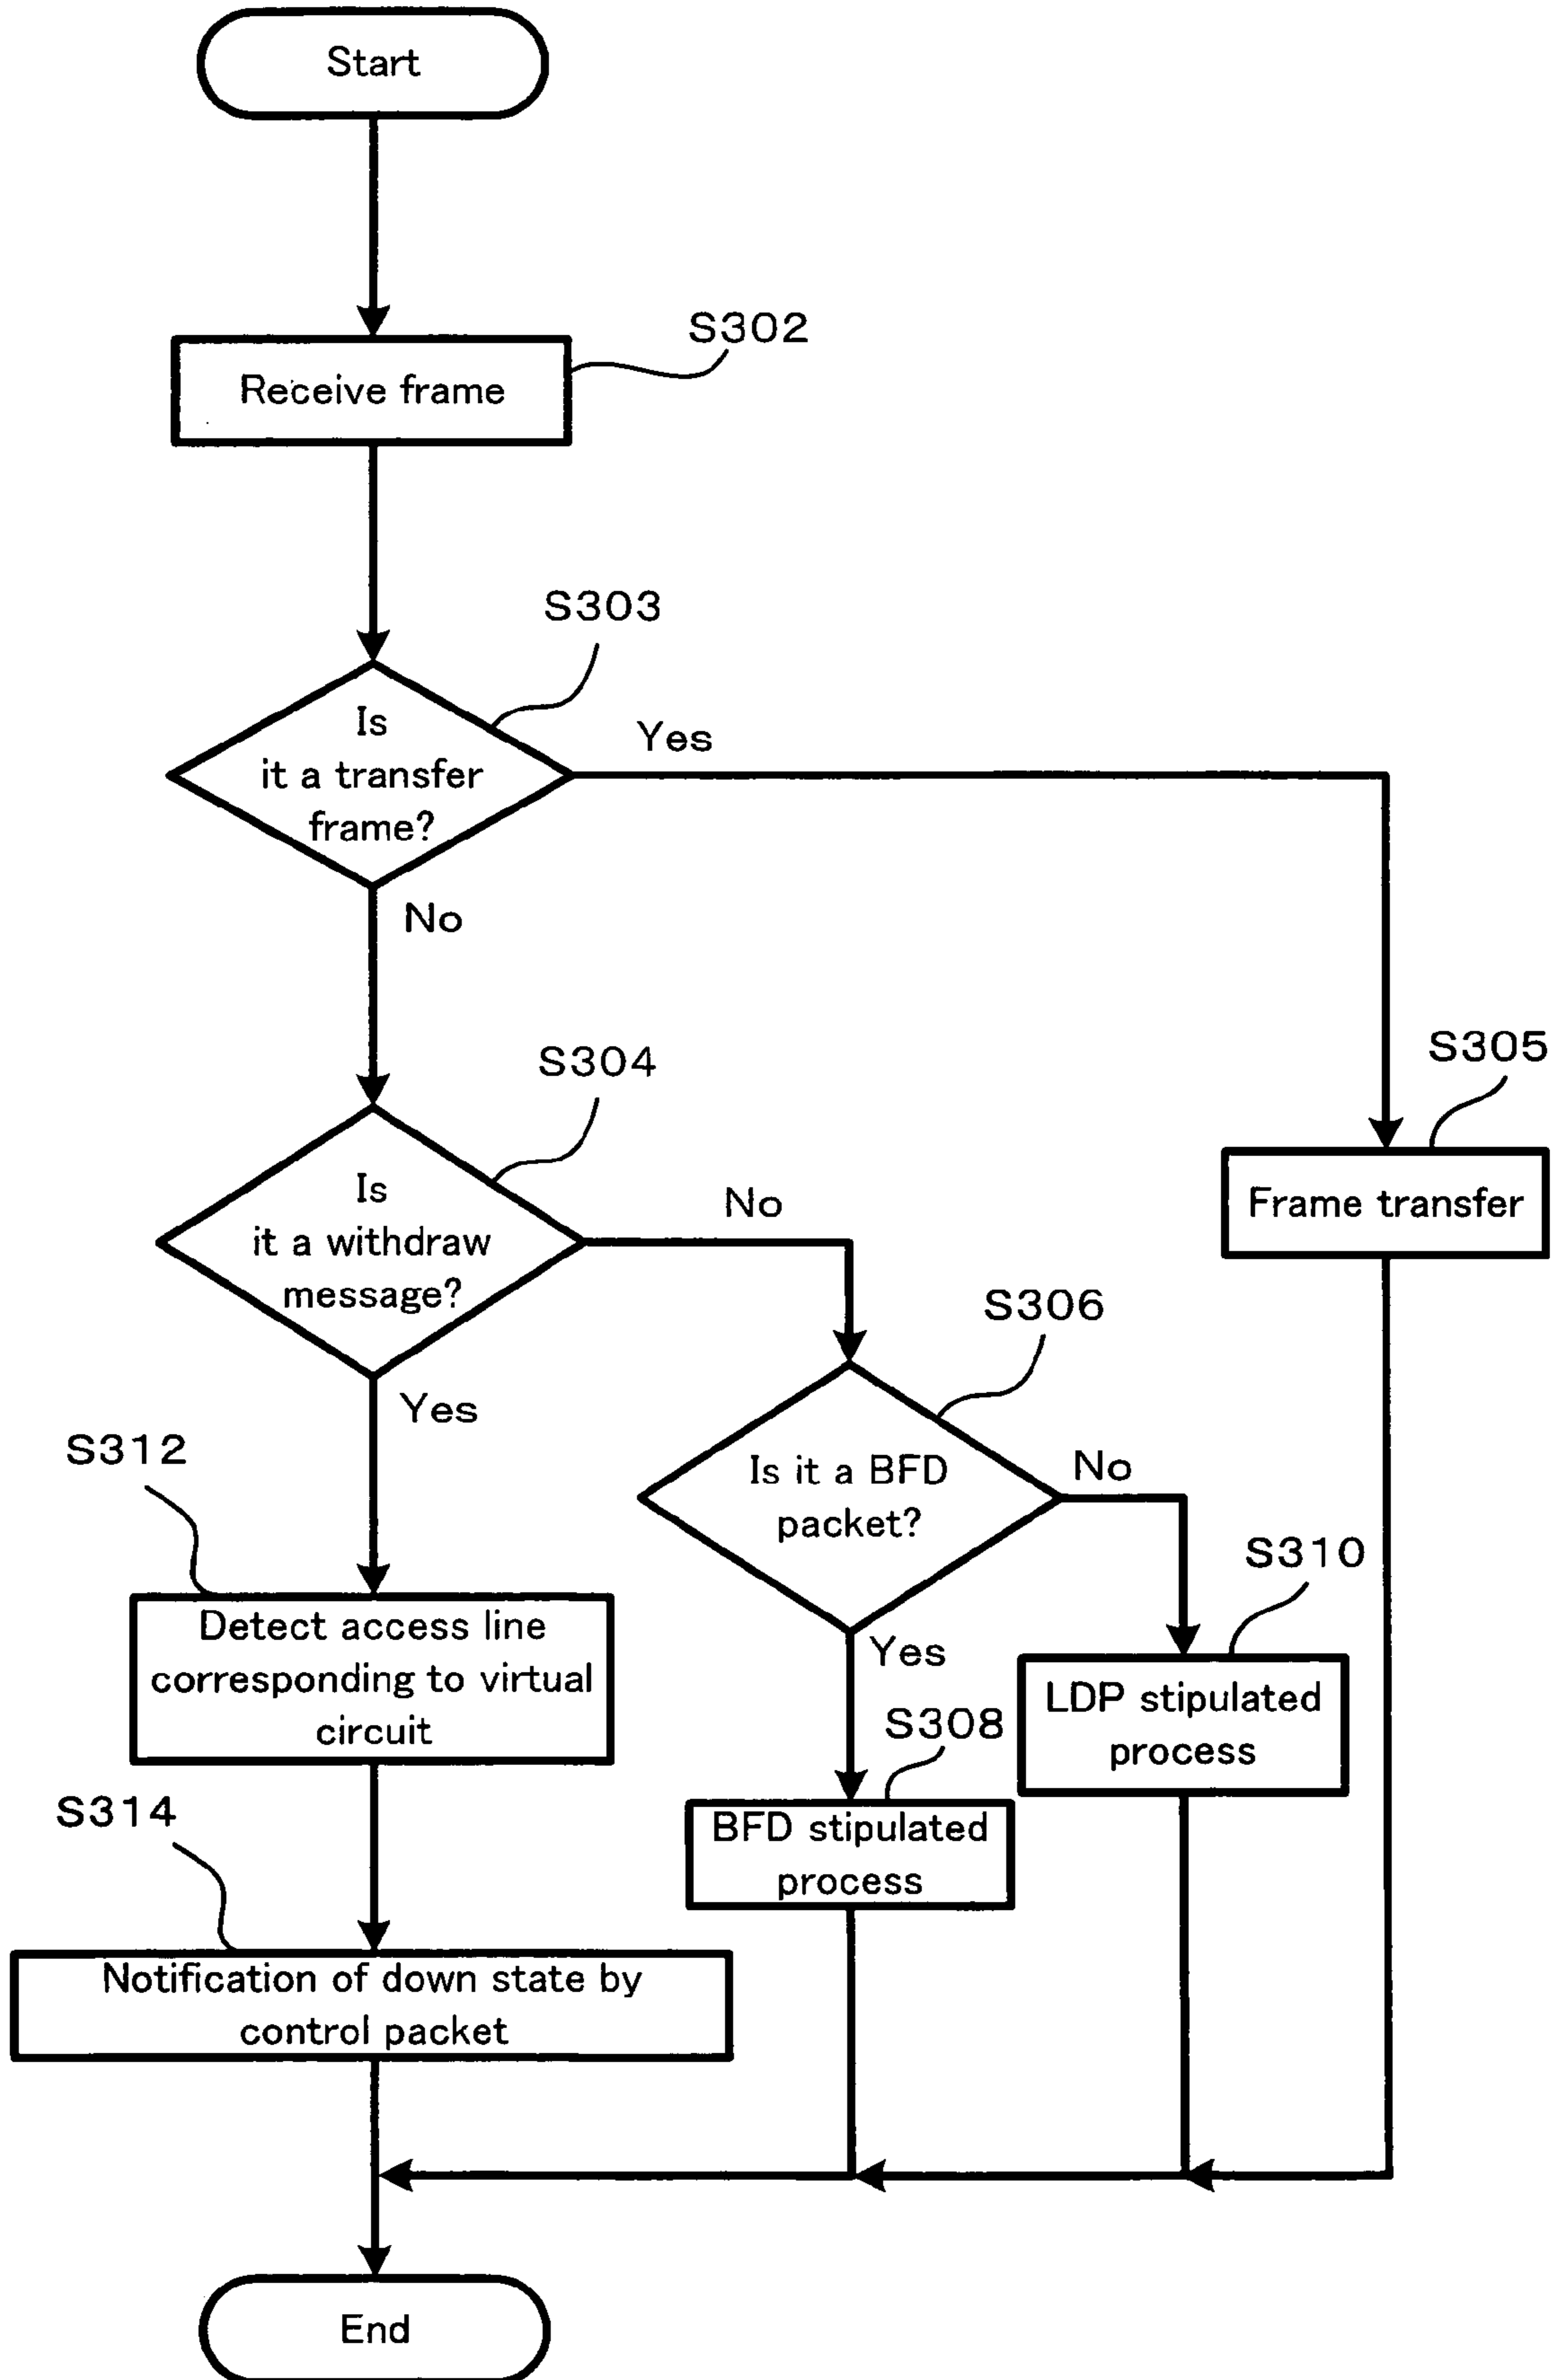 Start
S302
Receive frame
S303
Is
it a transfer
frame?
Yes
No
S304
S305
Is
it a withdraw
message?
No
Frame transfer
Yes
S306
S312
Is it a BFD
packet?
No
S310
Detect access line
corresponding to virtual
circuit
Yes
LDP stipulated
process
S308
S314
BFD stipulated
process
Notification of down state by
control packet
End